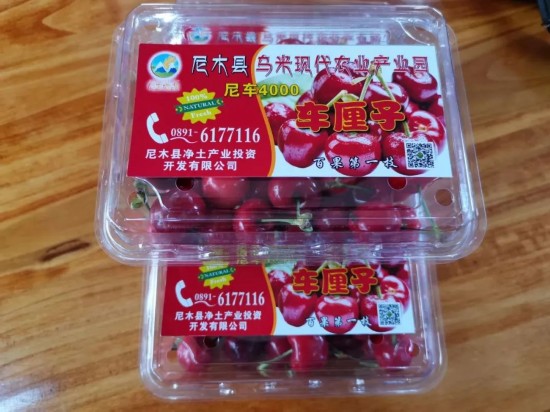 尼木县 乌米现代农业产业园
尼车4000
100%
NATURAL
Fresh
车厘子
0891-6177116
尼木县净土产业投资
开发有限公司
百果第一枝
车厘子
NATURAL
0891-6177116
尼木县净土产业投资
开发有限公司
百果第一枝